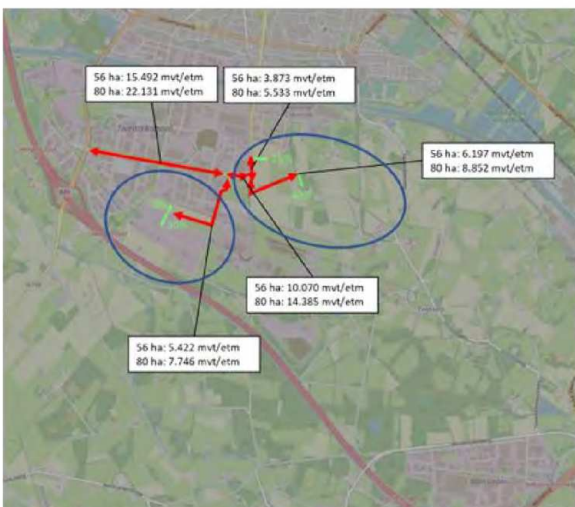 56 ha: 15.492 mvt/etm
80 ha: 22.131 mvt/etm
56 ha: 3.873 mvt/etm
80 ha: 5.533 mvt/etm
56 ha: 6.197 mvt/etm
80 ha: 8.852 mvt/etm
56 ha: 10.070 mvt/etm
80 ha: 14.385 mvt/etm
56 ha: 5.422 mvt/etm
80 ha: 7.746 mvt/etm